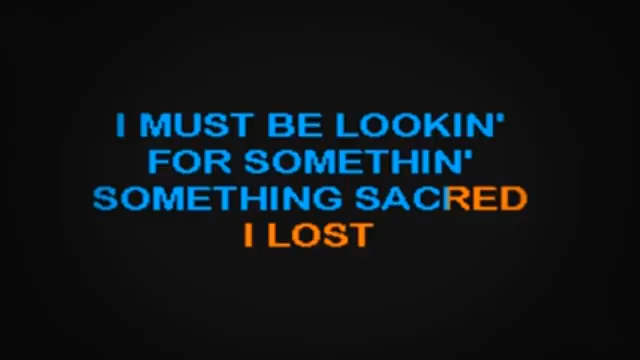 I MUST BE LOOKIN'
FOR SOMETHIN'
SOMETHING SACRED
I LOST